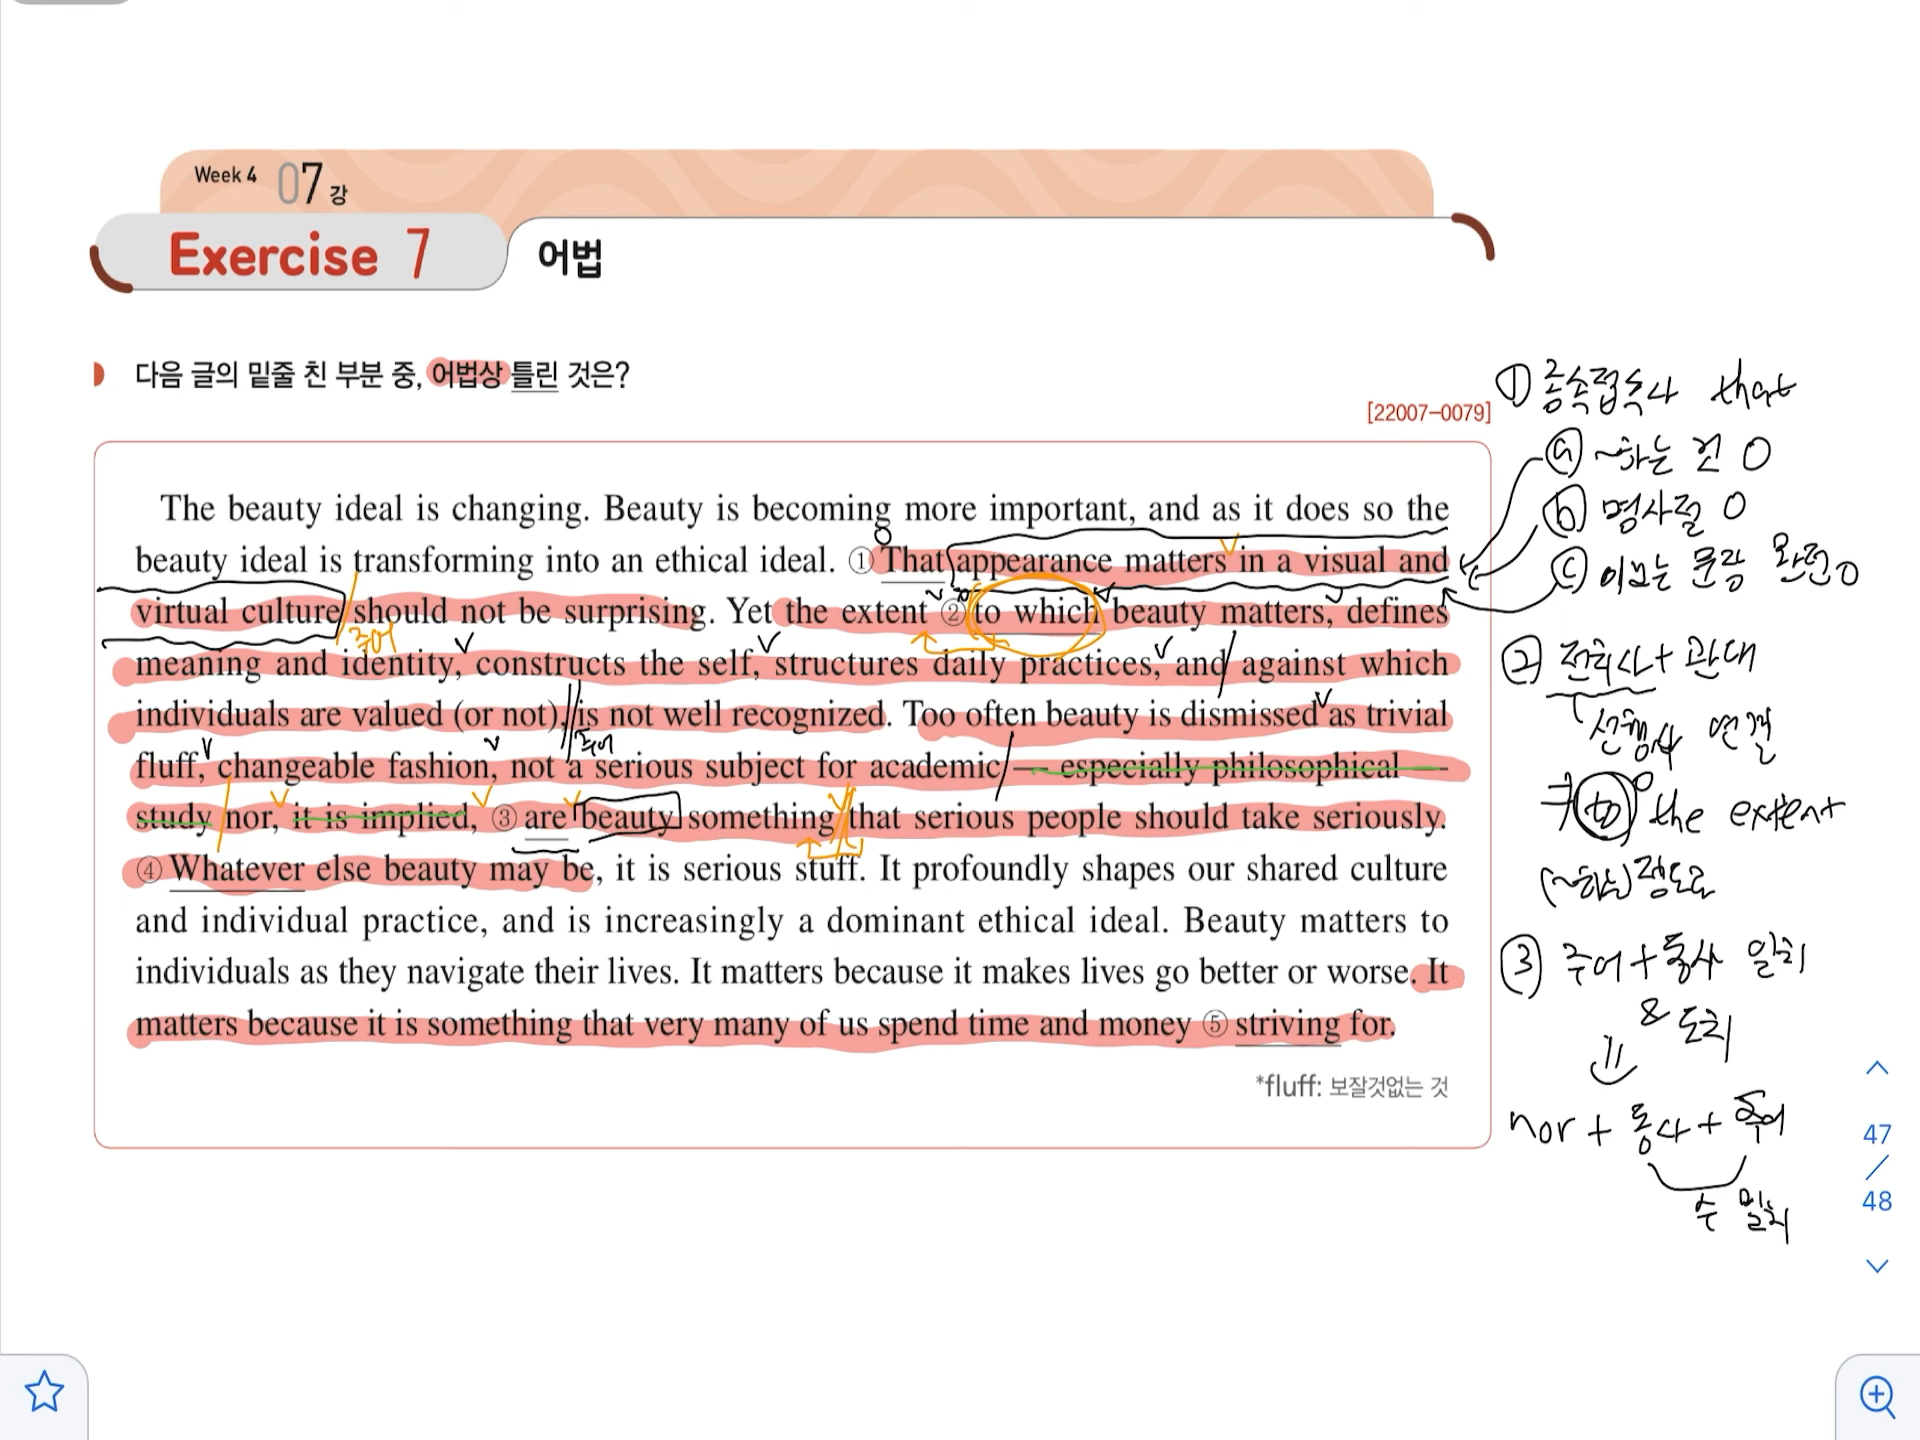 Week 4 07강
Exercise 7 어법
다음 글의 밑줄 친 부분 중, 어법상 틀린 것은?
[22007-0079]
The beauty ideal is changing. Beauty is becoming more important, and as it does so the
beauty ideal is transforming into an ethical ideal. ① That appearance matters in a visual and
virtual culture should not be surprising. Yet the extent ② to which beauty matters, defines
주어
meaning and identity, constructs the self, structures daily practices, and against which
individuals are valued (or not), is not well recognized. Too often beauty is dismissed as trivial
주어
fluff, changeable fashion, not a serious subject for academic — especially philosophical —
study nor, it is implied, ③ are beauty something that serious people should take seriously.
④ Whatever else beauty may be, it is serious stuff. It profoundly shapes our shared culture
and individual practice, and is increasingly a dominant ethical ideal. Beauty matters to
individuals as they navigate their lives. It matters because it makes lives go better or worse. It
matters because it is something that very many of us spend time and money ⑤ striving for.
*fluff: 보잘것없는 것
① 종속접속사 that
ⓐ ~하는 것 O
ⓑ 명사절 O
ⓒ 이끄는 문장 완전 O
② 전치사 + 관대
선행사 연결
to the extent
(~하는) 정도로
③ 주어 + 동사 일치
& 도치
nor + 동사 + 주어
수 일치
47
/
48